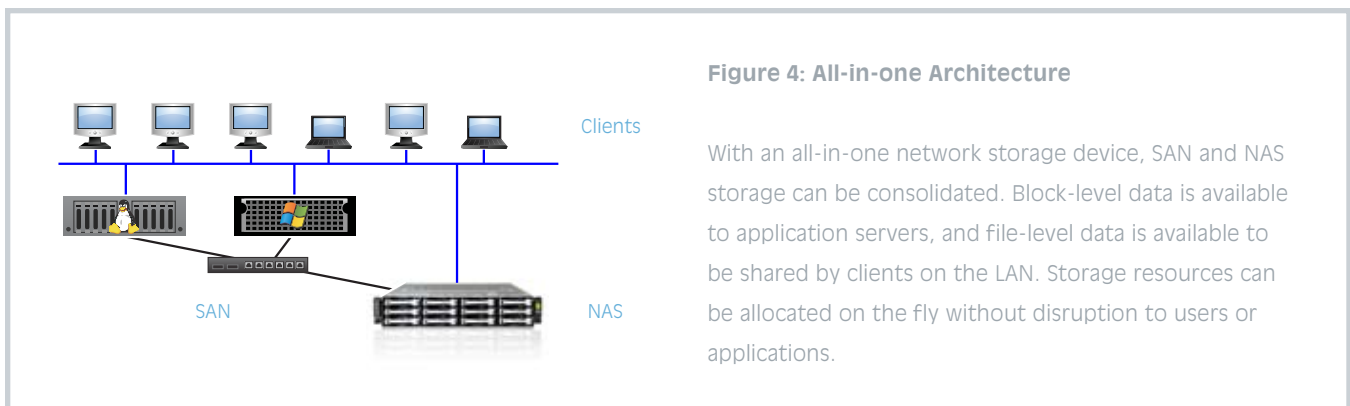 Figure 4: All-in-one Architecture
Clients
With an all-in-one network storage device, SAN and NAS
storage can be consolidated. Block-level data is available
to application servers, and file-level data is available to
be shared by clients on the LAN. Storage resources can
be allocated on the fly without disruption to users or
applications.
SAN
NAS